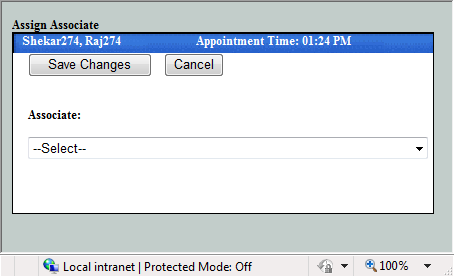 Assign Associate
Shekar274, Raj274 Appointment Time: 01:24 PM
Save Changes Cancel
Associate:
--Select--
Local intranet | Protected Mode: Off 100%